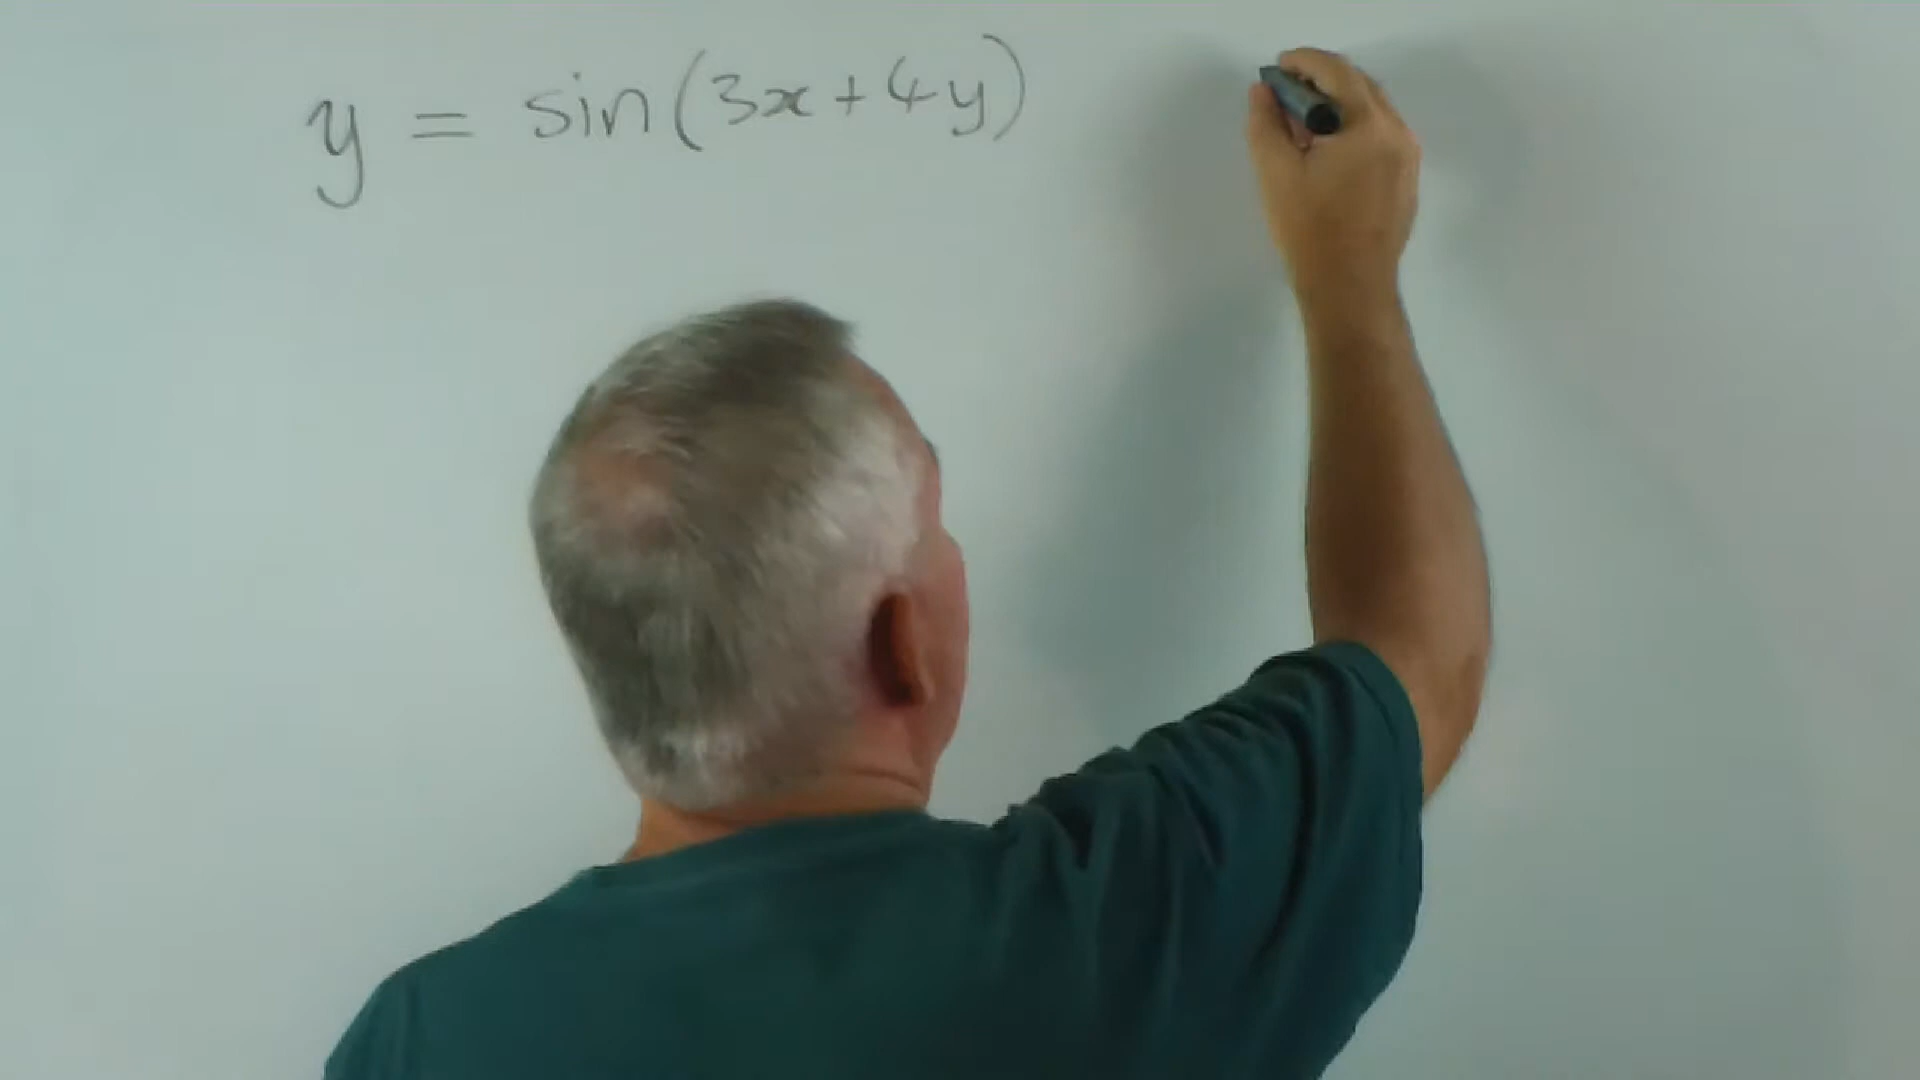 y = sin(3x+4y)